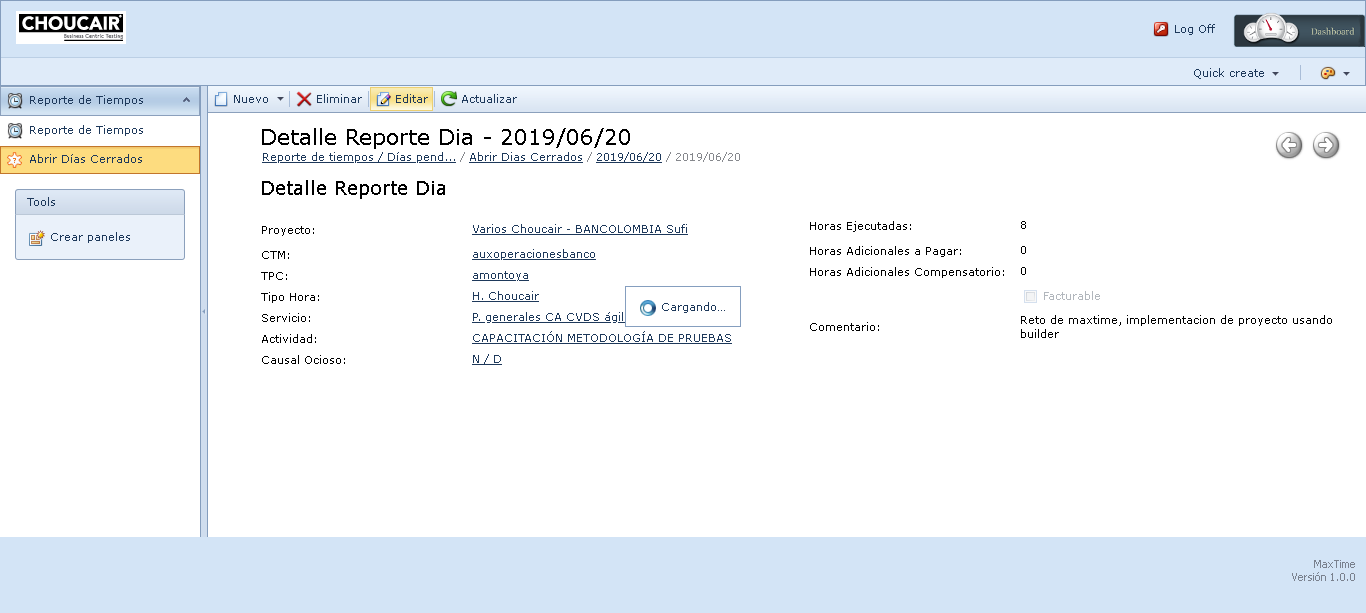 CHOUCAIR
Business Centric Testing
Log Off
Dashboard
Quick create
Reporte de Tiempos
Reporte de Tiempos
Abrir Días Cerrados
Tools
Crear paneles
Nuevo
Eliminar
Editar
Actualizar
Detalle Reporte Dia - 2019/06/20
Reporte de tiempos / Días pend... / Abrir Dias Cerrados / 2019/06/20 / 2019/06/20
Detalle Reporte Dia
Proyecto: Varios Choucair - BANCOLOMBIA Sufi
CTM: auxoperacionesbanco
TPC: amontoya
Tipo Hora: H. Choucair
Servicio: P. generales CA CVDS ágil
Actividad: CAPACITACIÓN METODOLOGÍA DE PRUEBAS
Causal Ocioso: N / D
Cargando...
Horas Ejecutadas: 8
Horas Adicionales a Pagar: 0
Horas Adicionales Compensatorio: 0
Facturable
Comentario: Reto de maxtime, implementacion de proyecto usando
builder
MaxTime
Versión 1.0.0